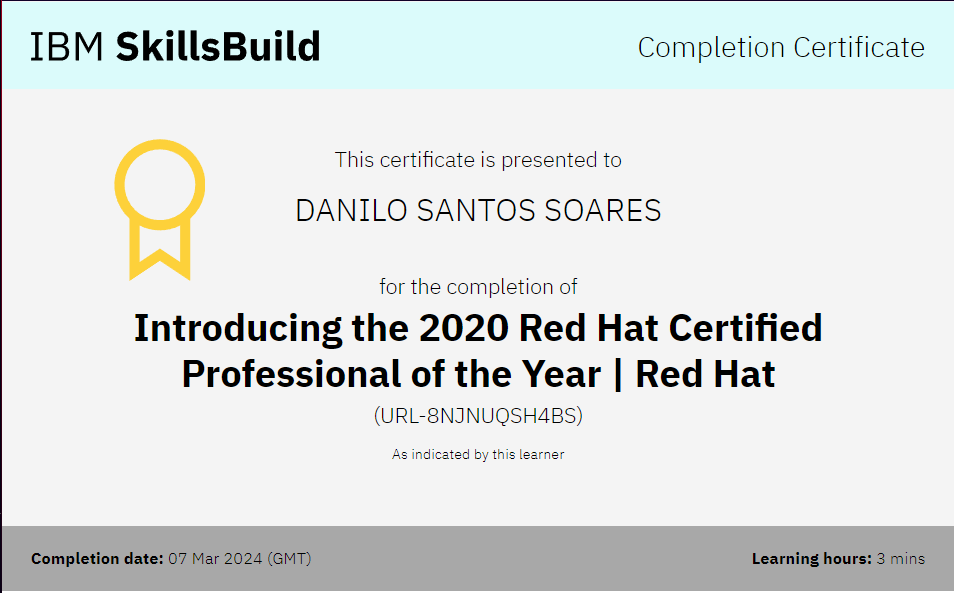 IBM SkillsBuild
Completion Certificate
This certificate is presented to
DANILO SANTOS SOARES
for the completion of
Introducing the 2020 Red Hat Certified
Professional of the Year | Red Hat
(URL-8NJNUQSH4BS)
As indicated by this learner
Completion date: 07 Mar 2024 (GMT)
Learning hours: 3 mins